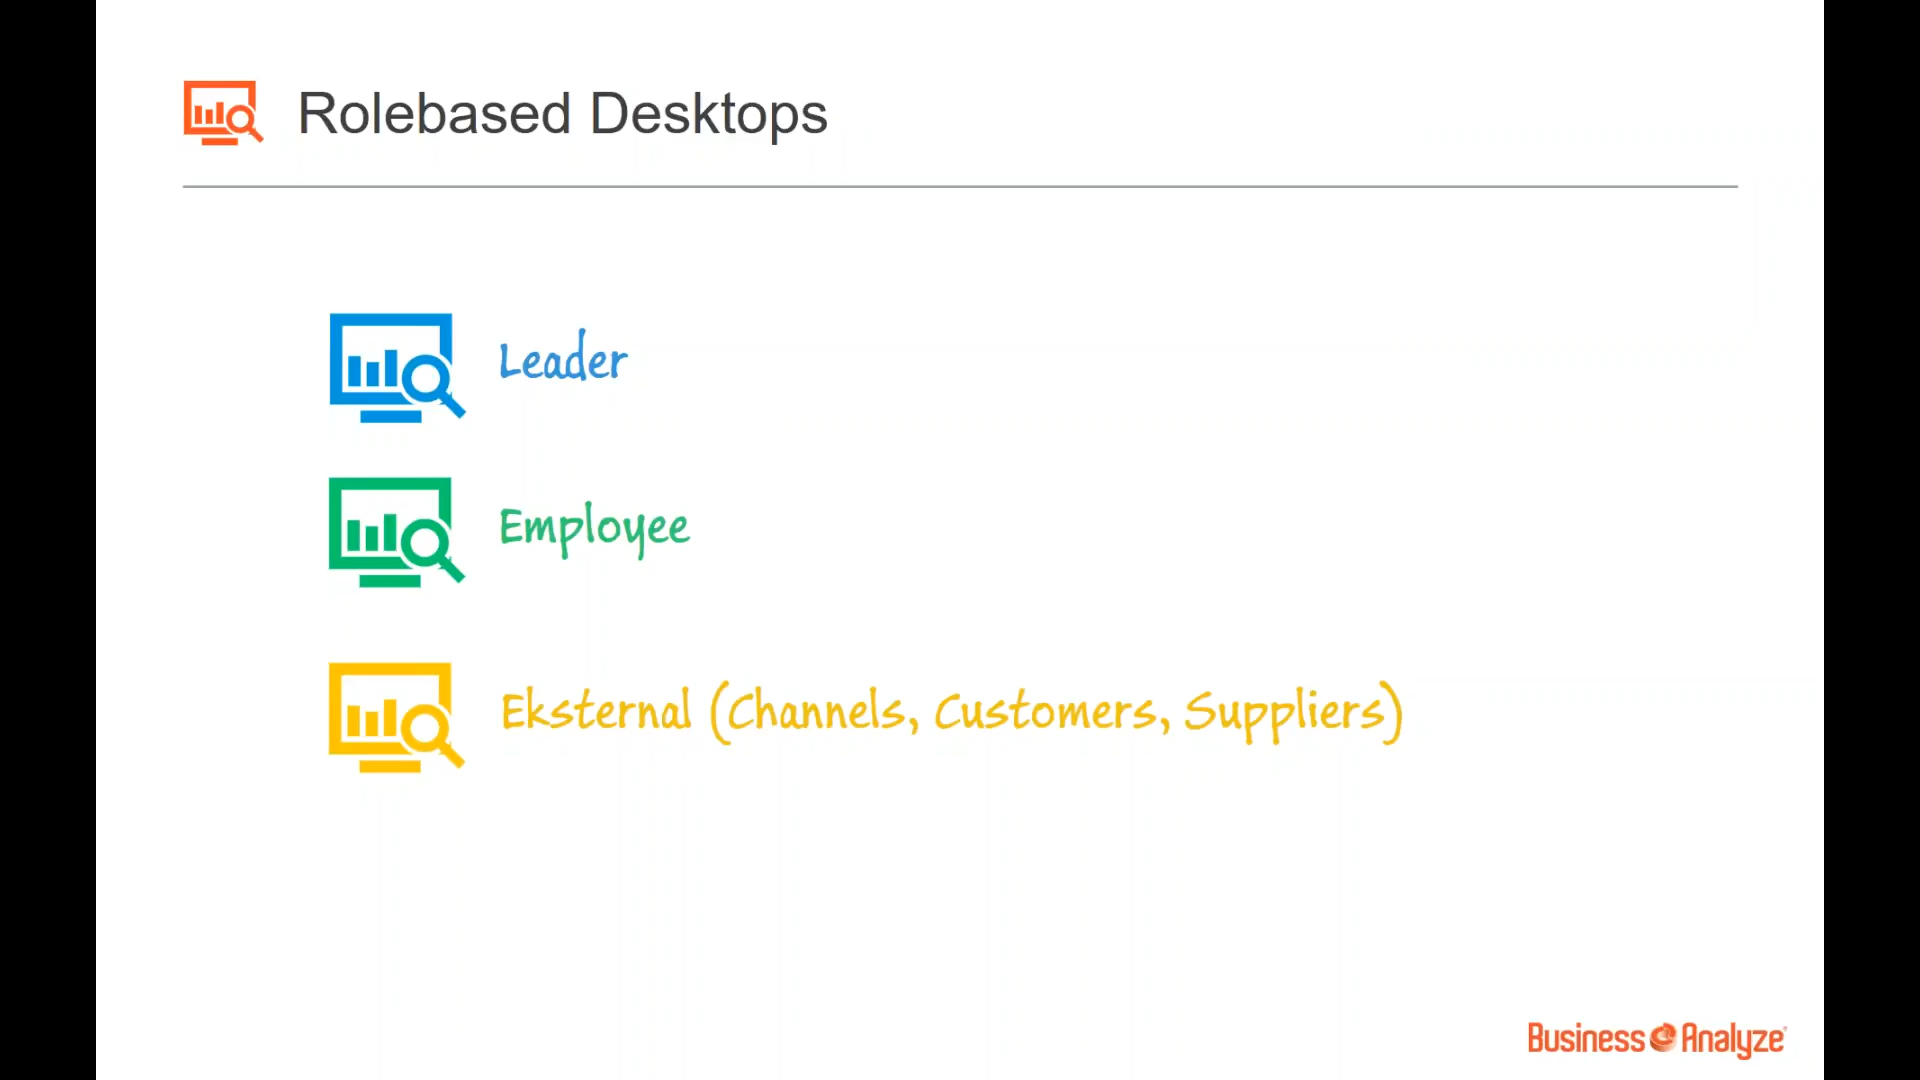 Rolebased Desktops
Leader
Employee
Eksternal (Channels, Customers, Suppliers)
Business Analyze